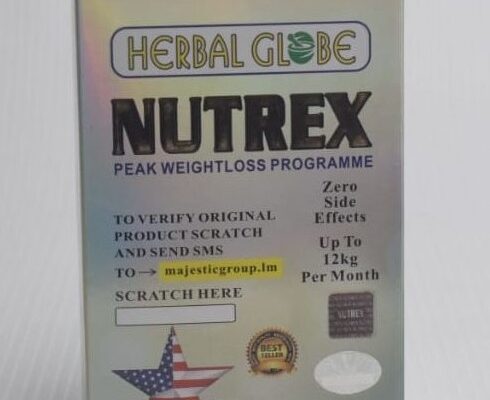 HERBAL GLOBE
NUTREX
PEAK WEIGHTLOSS PROGRAMME
Zero
Side
Effects
Up To
12kg
Per Month
TO VERIFY ORIGINAL
PRODUCT SCRATCH
AND SEND SMS
TO → majesticgroup.lm
SCRATCH HERE
NUTREX
BEST
SELLER